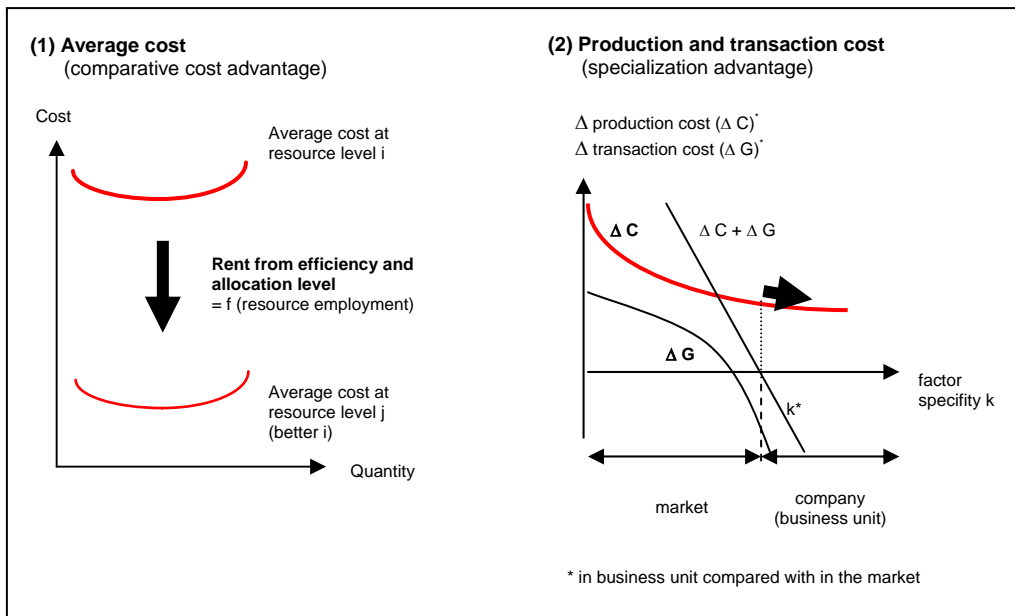 (1) Average cost
(comparative cost advantage)
Cost
Average cost at
resource level i
Rent from efficiency and
allocation level
= f (resource employment)
Average cost at
resource level j
(better i)
Quantity
(2) Production and transaction cost
(specialization advantage)
Δ production cost (Δ C)*
Δ transaction cost (Δ G)*
Δ C
Δ C + Δ G
Δ G
k*
factor
specifity k
market
company
(business unit)
* in business unit compared with in the market